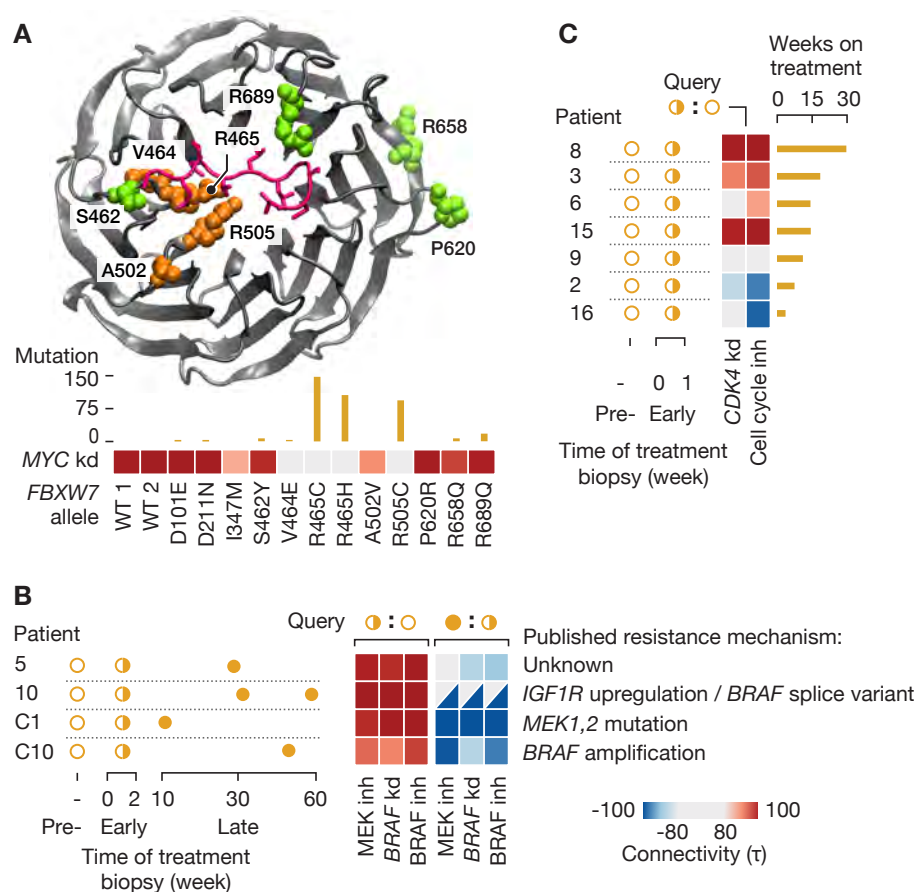 A
R689
R658
R465
V464
S462
R505
P620
A502
Mutation
150
75
0
MYC kd
FBXW7
allele
WT 1
WT 2
D101E
D211N
I347M
S462Y
V464E
R465C
R465H
A502V
R505C
P620R
R658Q
R689Q
C
Weeks on
treatment
Query
0 15 30
:
Patient
8
3
6
15
9
2
16
- 0 1
Pre- Early
Time of treatment
biopsy (week)
CDK4 kd
Cell cycle inh
B
Query : :
Patient
Published resistance mechanism:
5 Unknown
10 IGF1R upregulation / BRAF splice variant
C1 MEK1,2 mutation
C10 BRAF amplification
- 0 2 10 30 60
Pre- Early Late
Time of treatment
biopsy (week)
MEK inh
BRAF kd
BRAF inh
MEK inh
BRAF kd
BRAF inh
-100 100
-80 80
Connectivity (τ)